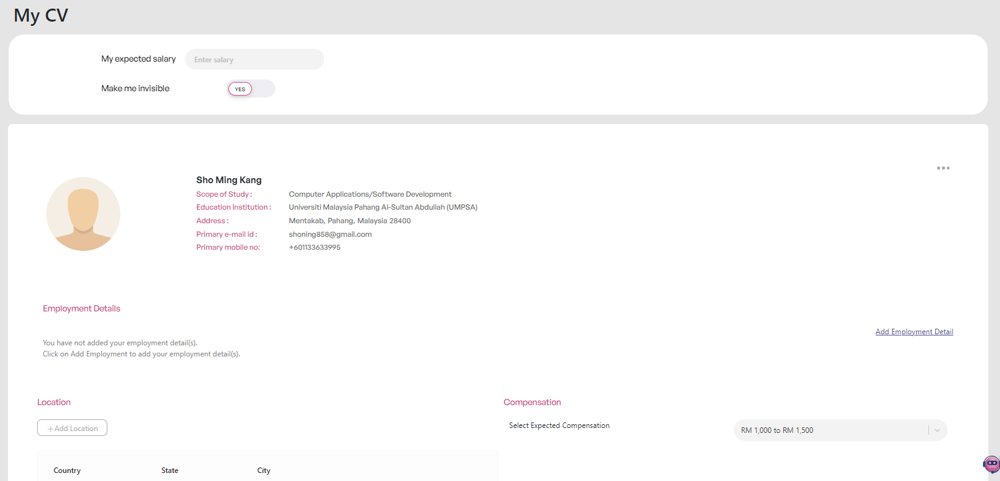 My CV
My expected salary
Enter salary
Make me invisible
YES
Sho Ming Kang
Scope of Study : Computer Applications/Software Development
Education Institution : Universiti Malaysia Pahang Al-Sultan Abdullah (UMPSA)
Address : Mentakab, Pahang, Malaysia 28400
Primary e-mail id : shoning858@gmail.com
Primary mobile no: +601133633995
Employment Details
Add Employment Detail
You have not added your employment detail(s).
Click on Add Employment to add your employment detail(s).
Location
+Add Location
Country State City
Compensation
Select Expected Compensation
RM 1,000 to RM 1,500